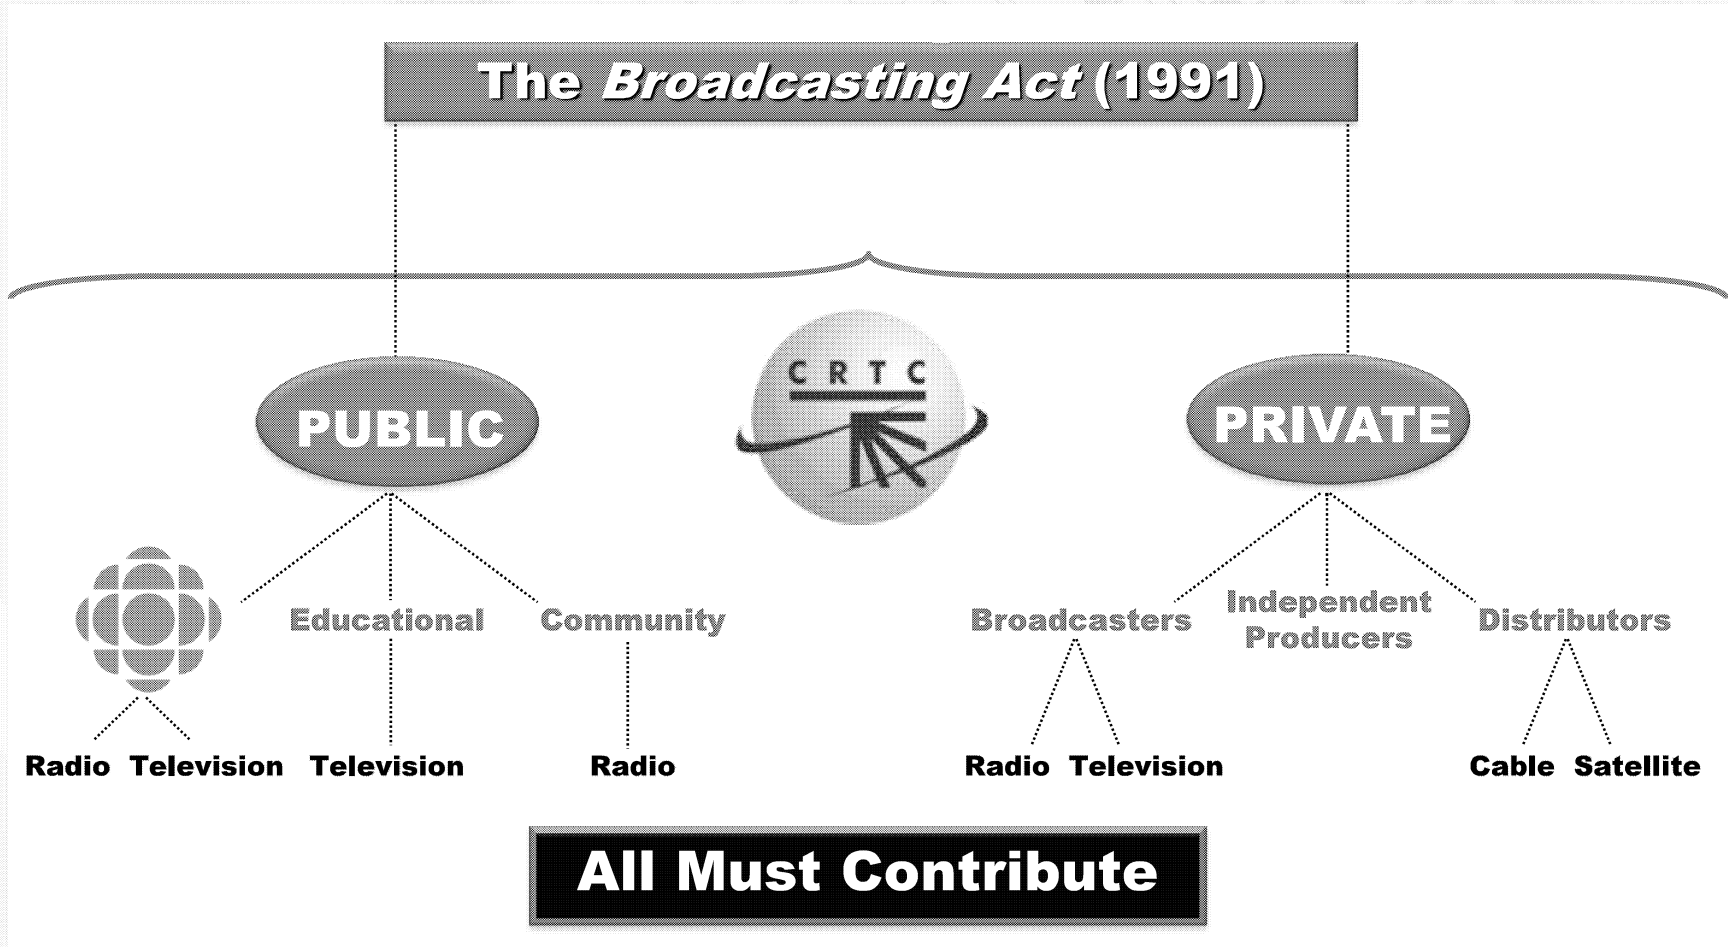 The Broadcasting Act (1991)
CRTC
PUBLIC
PRIVATE
Educational
Community
Broadcasters
Independent
Producers
Distributors
Radio Television Television Radio Radio Television Cable Satellite
All Must Contribute